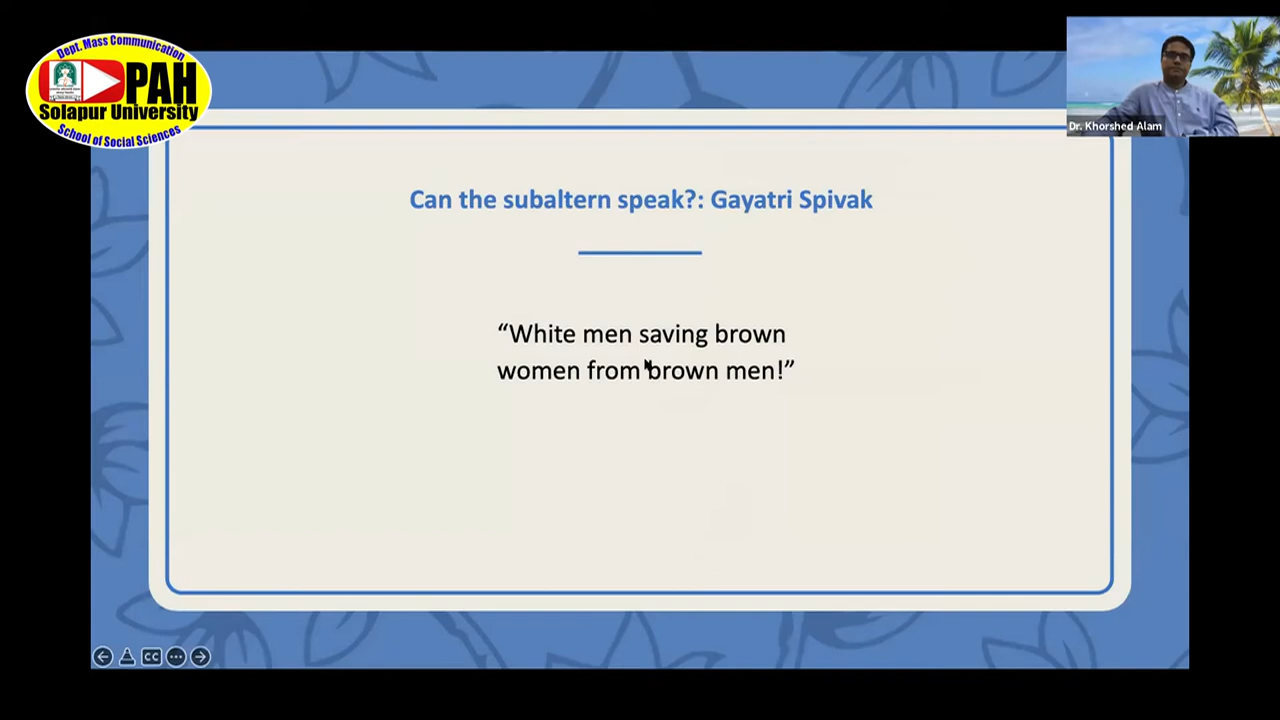 Dept. Mass Communication
PAH
Solapur University
School of Social Sciences
Dr. Khorshed Alam
Can the subaltern speak?: Gayatri Spivak
“White men saving brown
women from brown men!”
CC